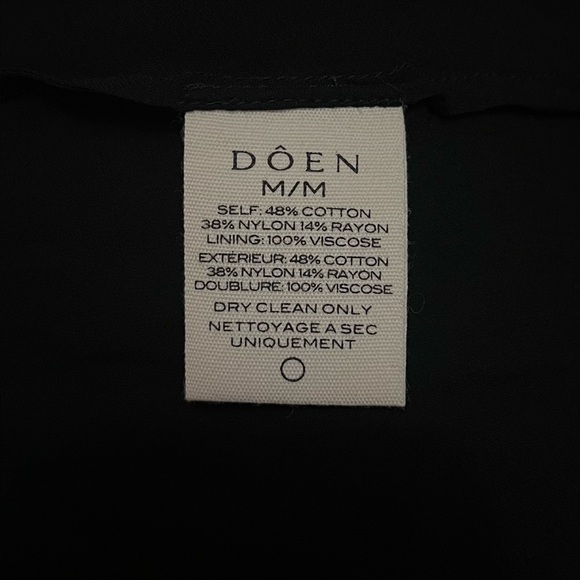 DÔEN
M/M
SELF: 48% COTTON
38% NYLON 14% RAYON
LINING: 100% VISCOSE
EXTÉRIEUR: 48% COTTON
38% NYLON 14% RAYON
DOUBLURE: 100% VISCOSE
DRY CLEAN ONLY
NETTOYAGE A SEC
UNIQUEMENT